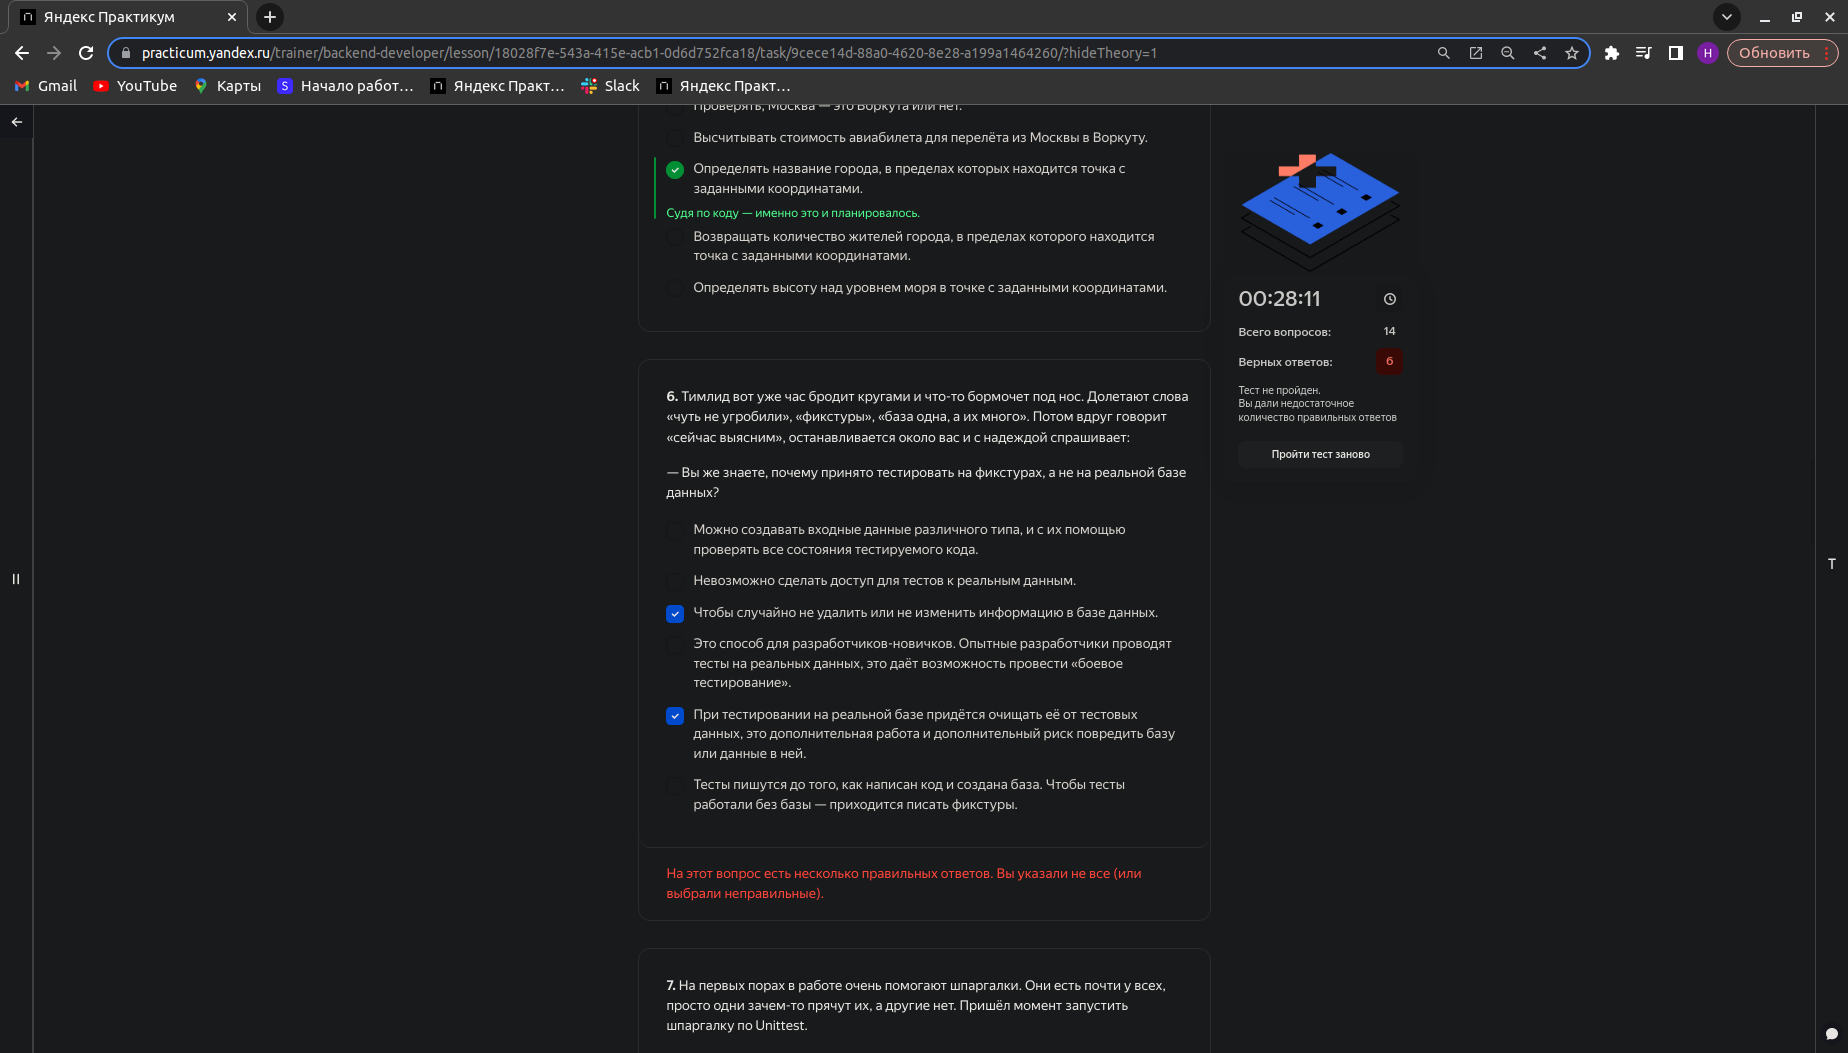 Яндекс Практикум
practicum.yandex.ru/trainer/backend-developer/lesson/18028f7e-543a-415e-acb1-0d6d752fca18/task/9cece14d-88a0-4620-8e28-a199a1464260/?hideTheory=1
Н
Обновить
Gmail
YouTube
Карты
S
Начало работ...
Яндекс Практ...
Slack
Яндекс Практ...
Проверять, Москва — это Воркута или нет.
Высчитывать стоимость авиабилета для перелёта из Москвы в Воркуту.
Определять название города, в пределах которых находится точка с
заданными координатами.
Судя по коду — именно это и планировалось.
Возвращать количество жителей города, в пределах которого находится
точка с заданными координатами.
Определять высоту над уровнем моря в точке с заданными координатами.
00:28:11
Всего вопросов: 14
Верных ответов: 6
Тест не пройден.
Вы дали недостаточное
количество правильных ответов
Пройти тест заново
6. Тимлид вот уже час бродит кругами и что-то бормочет под нос. Долетают слова
«чуть не угробили», «фикстуры», «база одна, а их много». Потом вдруг говорит
«сейчас выясним», останавливается около вас и с надеждой спрашивает:
— Вы же знаете, почему принято тестировать на фикстурах, а не на реальной базе
данных?
Можно создавать входные данные различного типа, и с их помощью
проверять все состояния тестируемого кода.
Невозможно сделать доступ для тестов к реальным данным.
Чтобы случайно не удалить или не изменить информацию в базе данных.
Это способ для разработчиков-новичков. Опытные разработчики проводят
тесты на реальных данных, это даёт возможность провести «боевое
тестирование».
При тестировании на реальной базе придётся очищать её от тестовых
данных, это дополнительная работа и дополнительный риск повредить базу
или данные в ней.
Тесты пишутся до того, как написан код и создана база. Чтобы тесты
работали без базы — приходится писать фикстуры.
На этот вопрос есть несколько правильных ответов. Вы указали не все (или
выбрали неправильные).
7. На первых порах в работе очень помогают шпаргалки. Они есть почти у всех,
просто одни зачем-то прячут их, а другие нет. Пришёл момент запустить
шпаргалку по Unittest.
T